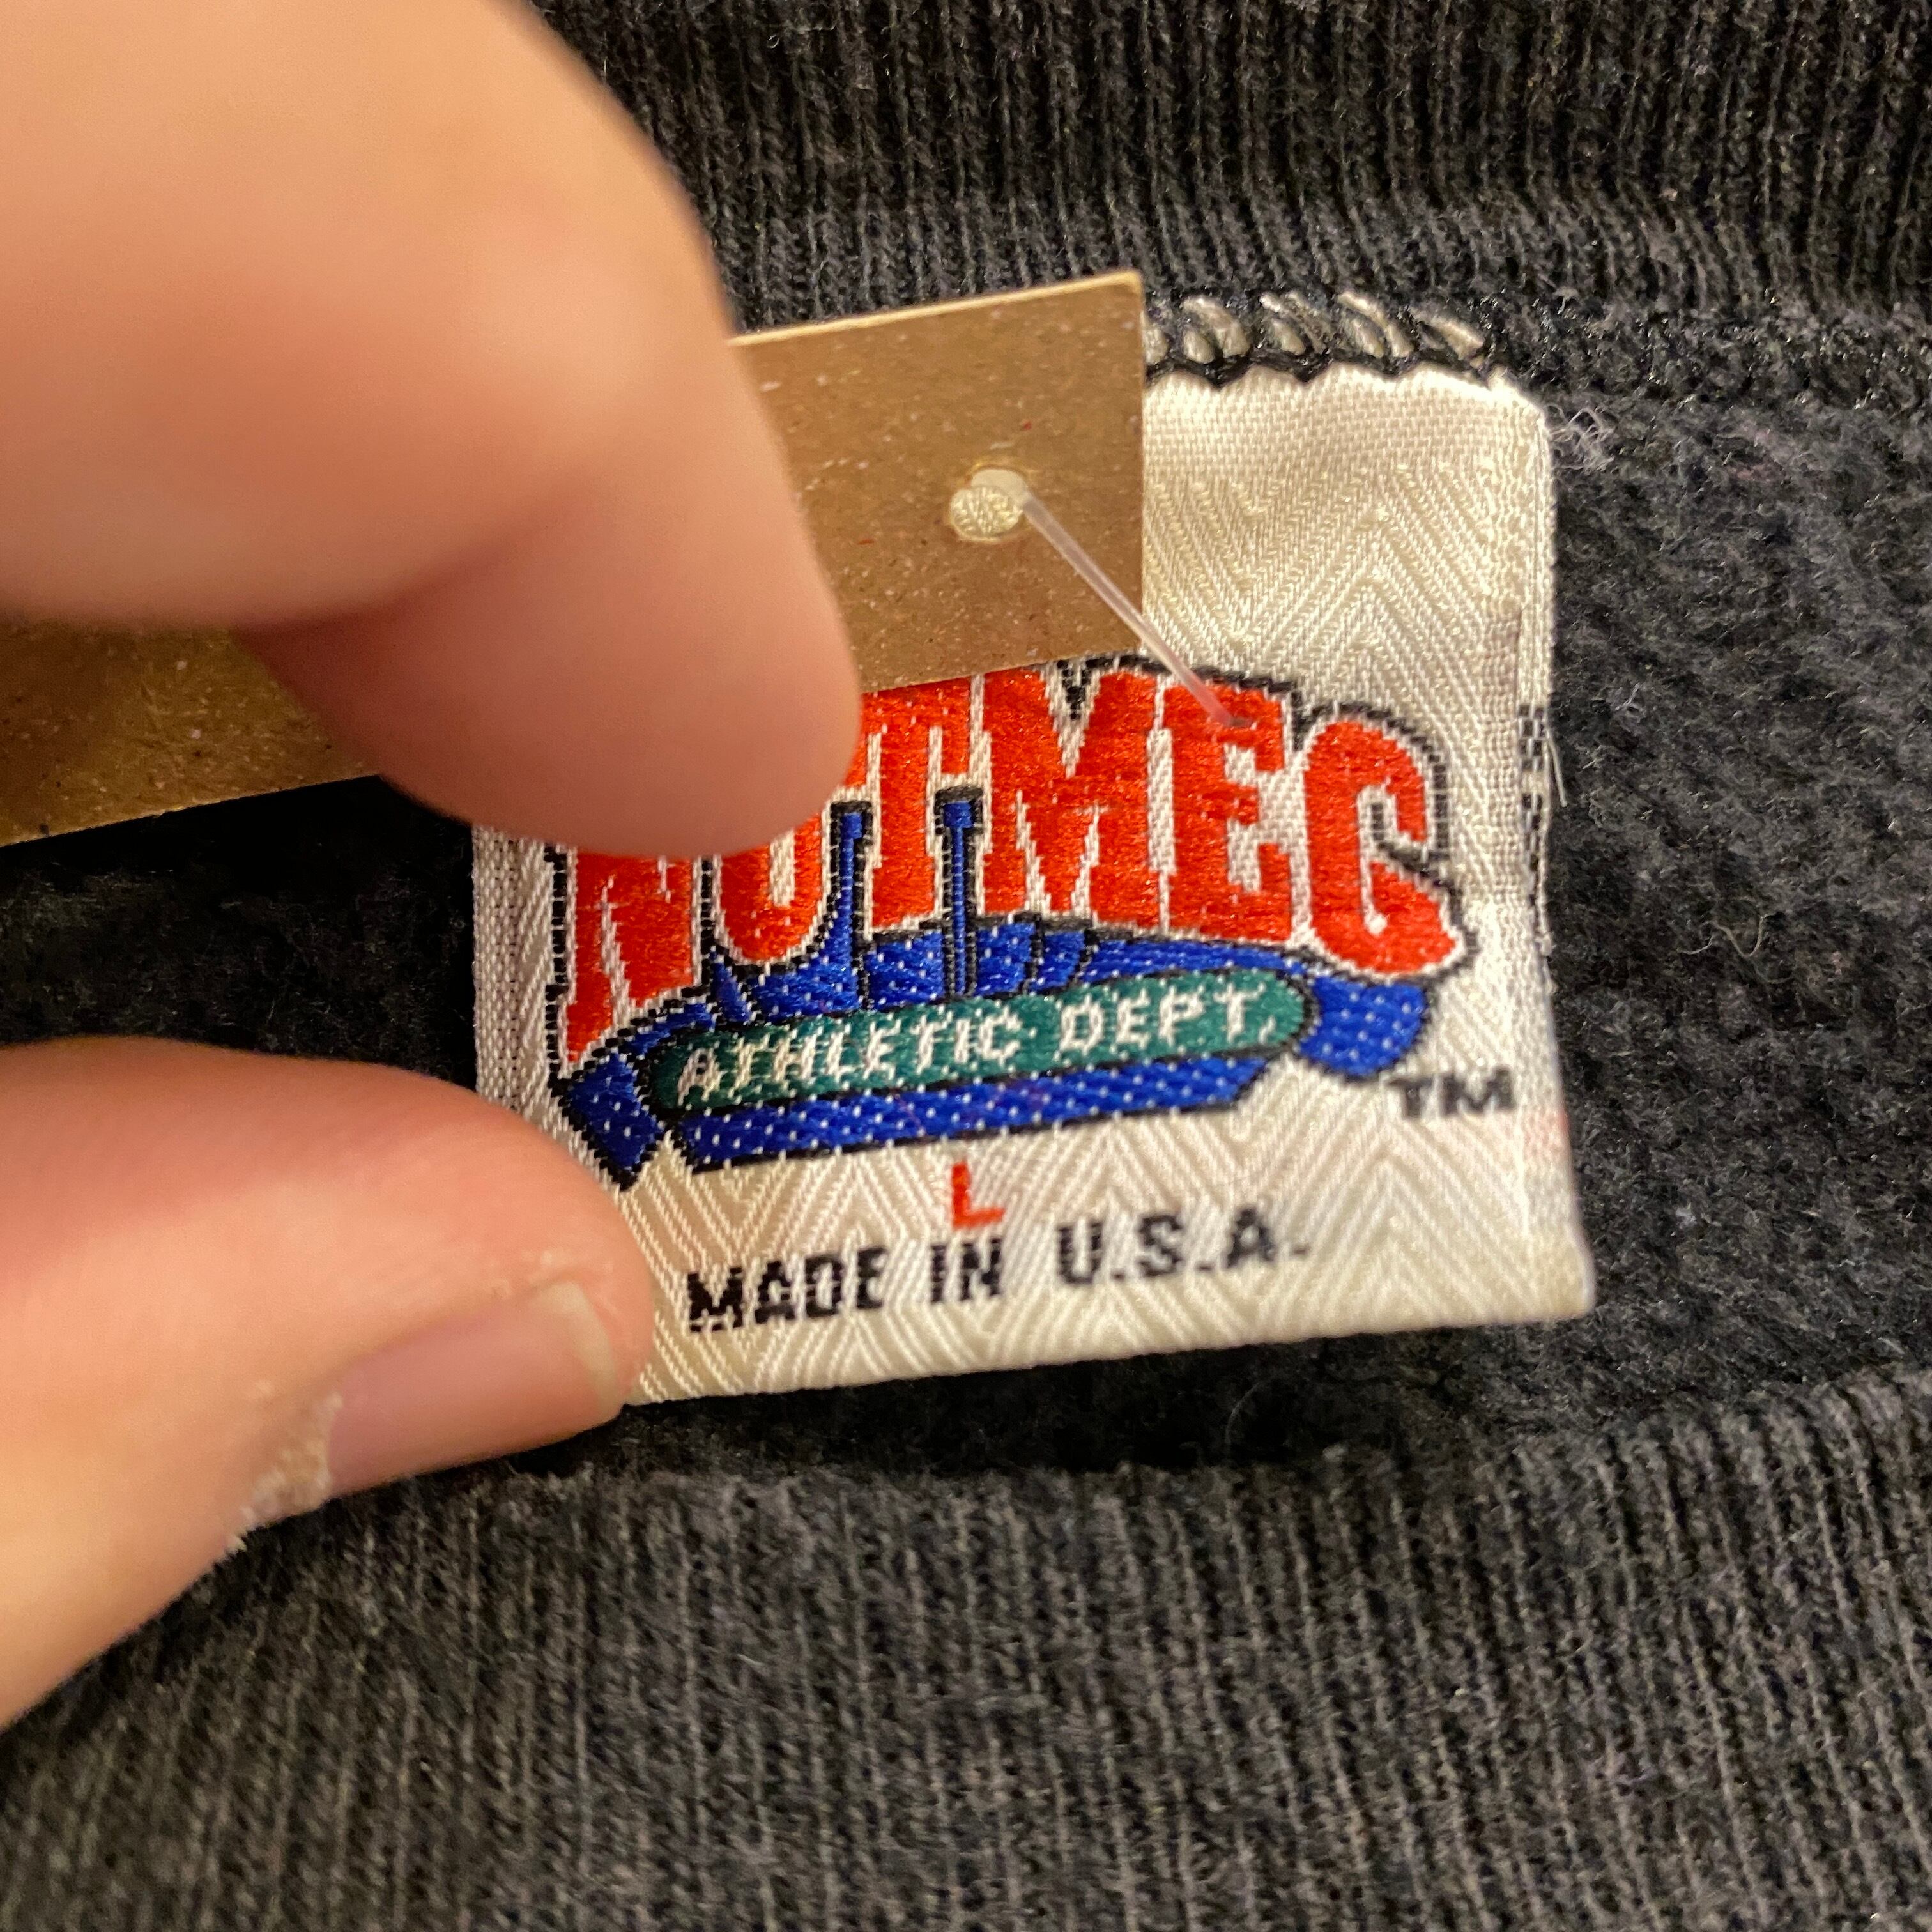 NUTMEG
ATHLETIC DEPT.
TM
L
MADE IN U.S.A.